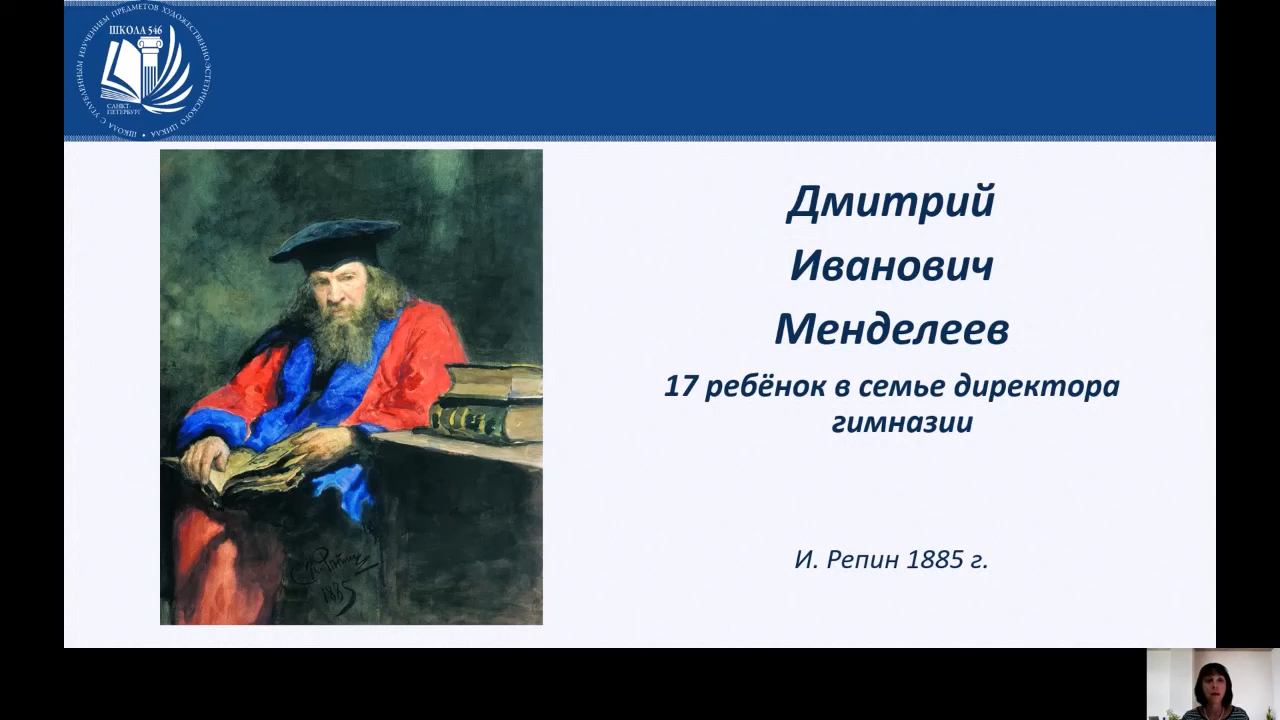 ШКОЛА С УГЛУБЛЕННЫМ ИЗУЧЕНИЕМ ПРЕДМЕТОВ ХУДОЖЕСТВЕННО-ЭСТЕТИЧЕСКОГО ЦИКЛА
ШКОЛА 546
САНКТ-
ПЕТЕРБУРГ
Дмитрий
Иванович
Менделеев
17 ребёнок в семье директора
гимназии
И. Репин 1885 г.
1885